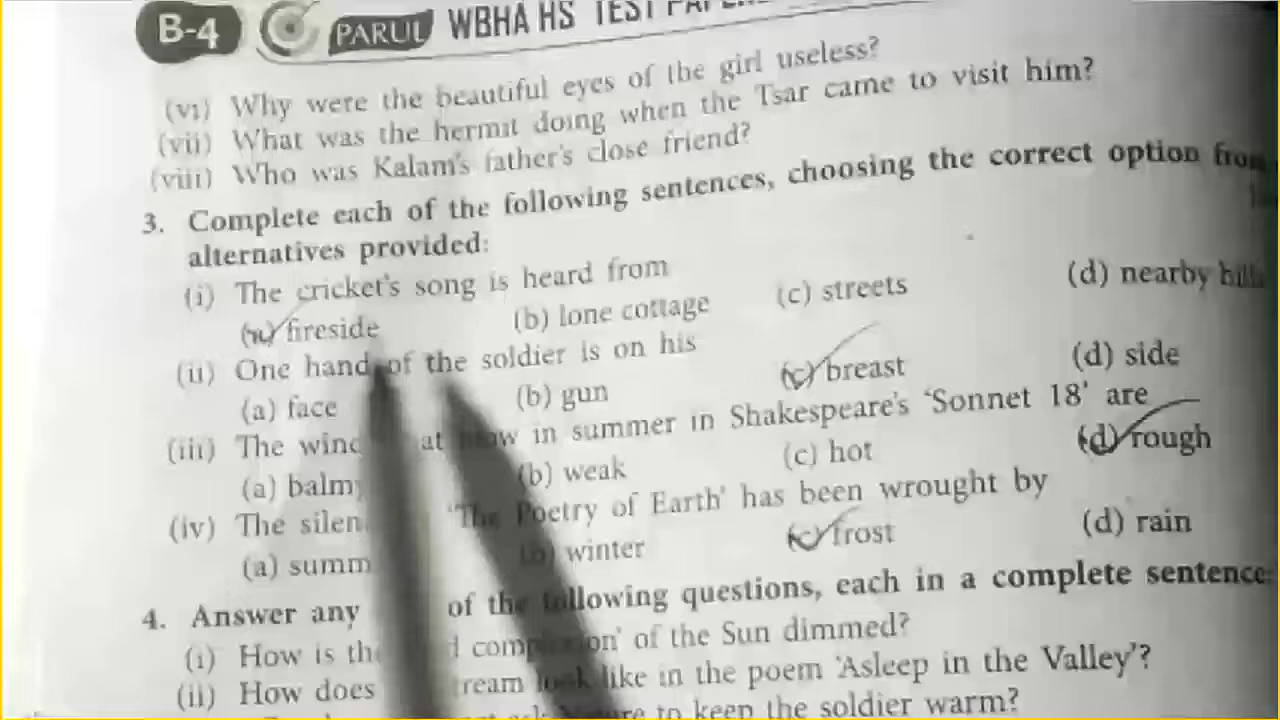 B-4 PARUL WBHA HS TEST
(vi) Why were the beautiful eyes of the girl useless?
(vii) What was the hermit doing when the Tsar came to visit him?
(viii) Who was Kalam's father's close friend?
3. Complete each of the following sentences, choosing the correct option from
alternatives provided:
(i) The cricket's song is heard from
(a) fireside (b) lone cottage (c) streets (d) nearby
(ii) One hand of the soldier is on his
(a) face (b) gun (c) breast (d) side
(iii) The at in summer in Shakespeare's 'Sonnet 18' are
(a) balmy (b) weak (c) hot (d) rough
(iv) The 'The Poetry of Earth' has been wrought by
(a) (b) winter (c) frost (d) rain
4. Answer any of the following questions, each in a complete sentence:
(i) How is of the Sun dimmed?
(ii) How does look like in the poem 'Asleep in the Valley'?
to keep the soldier warm?